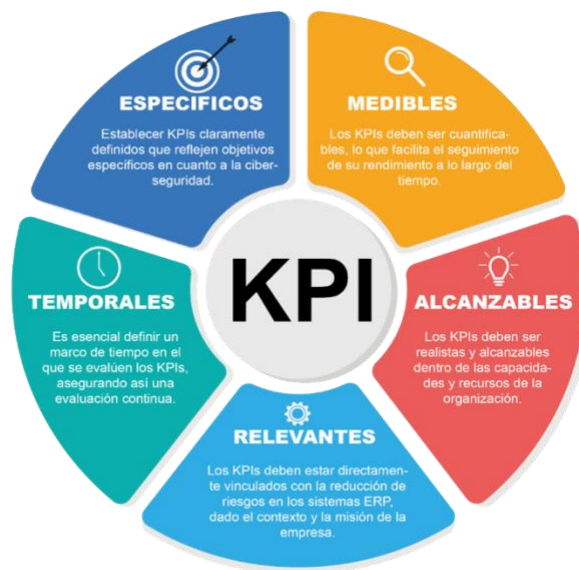 ESPECIFICOS
Establecer KPIs claramente
definidos que reflejen objetivos
específicos en cuanto a la ciber-
seguridad.
MEDIBLES
Los KPIs deben ser cuantifica-
bles, lo que facilita el seguimiento
de su rendimiento a lo largo del
tiempo.
ALCANZABLES
Los KPIs deben ser
realistas y alcanzables
dentro de las capacida-
des y recursos de la
organización.
RELEVANTES
Los KPIs deben estar directamen-
te vinculados con la reducción de
riesgos en los sistemas ERP,
dado el contexto y la misión de la
empresa.
TEMPORALES
Es esencial definir un
marco de tiempo en el
que se evalúen los KPIs,
asegurando así una
evaluación continua.
KPI